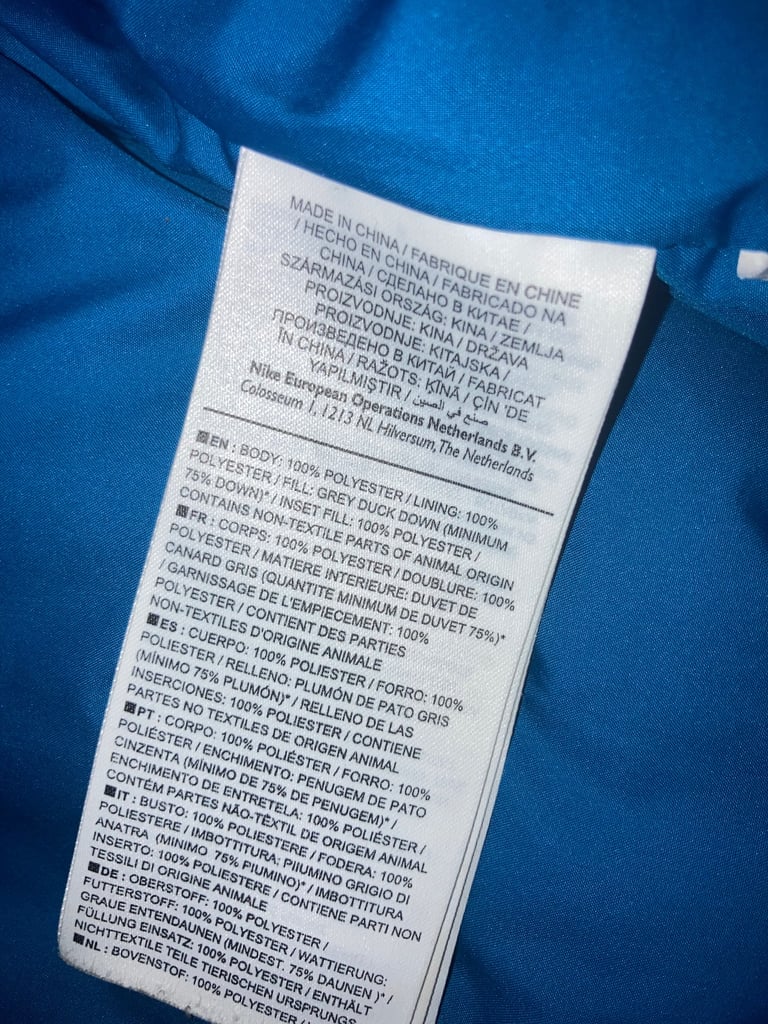 MADE IN CHINA / FABRIQUE EN CHINE
/ HECHO EN CHINA / FABRICADO NA
CHINA / СДЕЛАНО В КИТАЕ /
SZÁRMAZÁSI ORSZÁG: KINA / ZEMLJA
PROIZVODNJE: KINA / DRŽAVA
PROIZVODNJE: KITAJSKA /
ПРОИЗВЕДЕНО В КИТАЙ / FABRICAT
ÎN CHINA / RAŽOTS: ĶĪNĀ / ÇİN 'DE
YAPILMIŞTIR / صنع في الصين
Nike European Operations Netherlands B.V.
Colosseum 1, 1213 NL Hilversum, The Netherlands
EN : BODY: 100% POLYESTER / LINING: 100%
POLYESTER / FILL: GREY DUCK DOWN (MINIMUM
75% DOWN)* / INSET FILL: 100% POLYESTER /
CONTAINS NON-TEXTILE PARTS OF ANIMAL ORIGIN
FR : CORPS: 100% POLYESTER / DOUBLURE: 100%
POLYESTER / MATIERE INTERIEURE: DUVET DE
CANARD GRIS (QUANTITE MINIMUM DE DUVET 75%)*
/ GARNISSAGE DE L'EMPIECEMENT: 100%
POLYESTER / CONTIENT DES PARTIES
NON-TEXTILES D'ORIGINE ANIMALE
ES : CUERPO: 100% POLIESTER / FORRO: 100%
POLIESTER / RELLENO: PLUMÓN DE PATO GRIS
(MÍNIMO 75% PLUMÓN)* / RELLENO DE LAS
INSERCIONES: 100% POLIESTER / CONTIENE
PARTES NO TEXTILES DE ORIGEN ANIMAL
PT : CORPO: 100% POLIÉSTER / FORRO: 100%
POLIÉSTER / ENCHIMENTO: PENUGEM DE PATO
CINZENTA (MÍNIMO DE 75% DE PENUGEM)* /
ENCHIMENTO DE ENTRETELA: 100% POLIÉSTER /
CONTÉM PARTES NÃO-TÊXTIL DE ORIGEM ANIMAL
IT : BUSTO: 100% POLIESTERE / FODERA: 100%
POLIESTERE / IMBOTTITURA: PIIUMINO GRIGIO DI
ANATRA (MINIMO 75% PIUMINO)* / IMBOTTITURA
INSERTO: 100% POLIESTERE / CONTIENE PARTI NON
TESSILI DI ORIGINE ANIMALE
DE : OBERSTOFF: 100% POLYESTER /
FUTTERSTOFF: 100% POLYESTER / WATTIERUNG:
GRAUE ENTENDAUNEN (MINDEST. 75% DAUNEN )* /
FÜLLUNG EINSATZ: 100% POLYESTER / ENTHÄLT
NICHTTEXTILE TEILE TIERISCHEN URSPRUNGS
NL : BOVENSTOF: 100% POLYESTER /